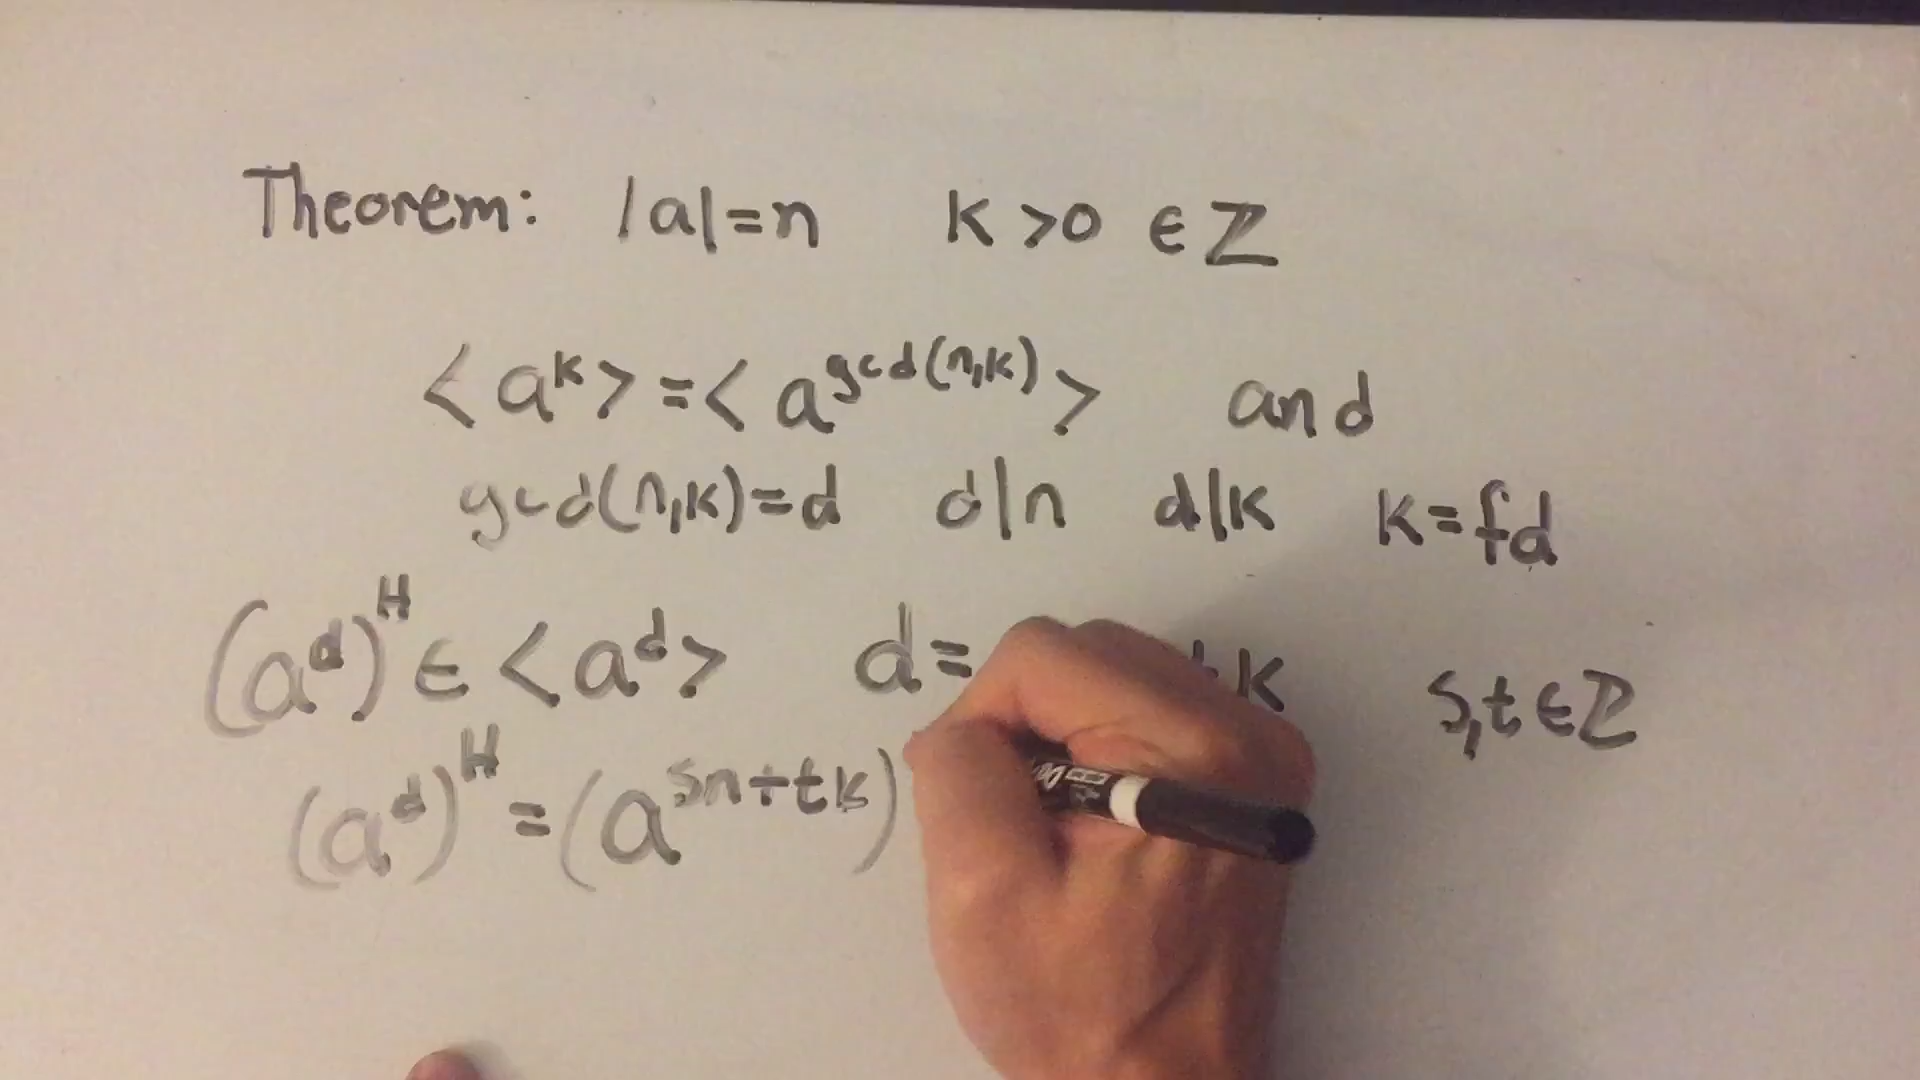 Theorem: |a|=n k>0 ∈ ℤ
<a^k>=<a^gcd(n,k)> and
gcd(n,k)=d d|n d|k k=fd
(a^d)^H ∈ <a^d> d= k s,t∈ℤ
(a^d)^H=(a^sn+tk)